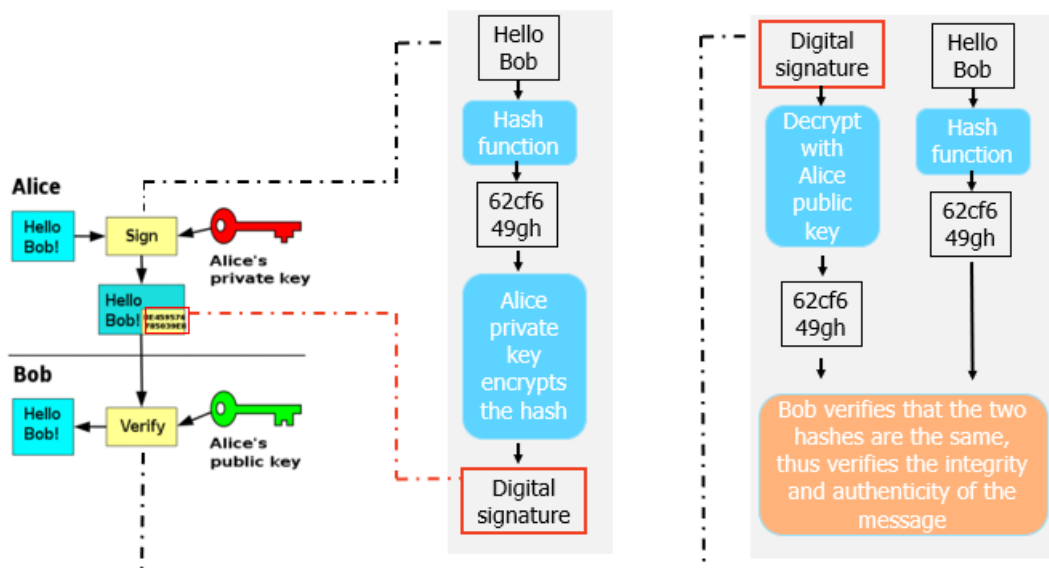 Alice
Hello
Bob!
Sign
Alice's
private key
Hello
Bob!
Bob
Hello
Bob!
Verify
Alice's
public key
Hello
Bob
Hash
function
62cf6
49gh
Alice
private
key
encrypts
the hash
Digital
signature
Digital
signature
Decrypt
with
Alice
public
key
62cf6
49gh
Hello
Bob
Hash
function
62cf6
49gh
Bob verifies that the two
hashes are the same,
thus verifies the integrity
and authenticity of the
message